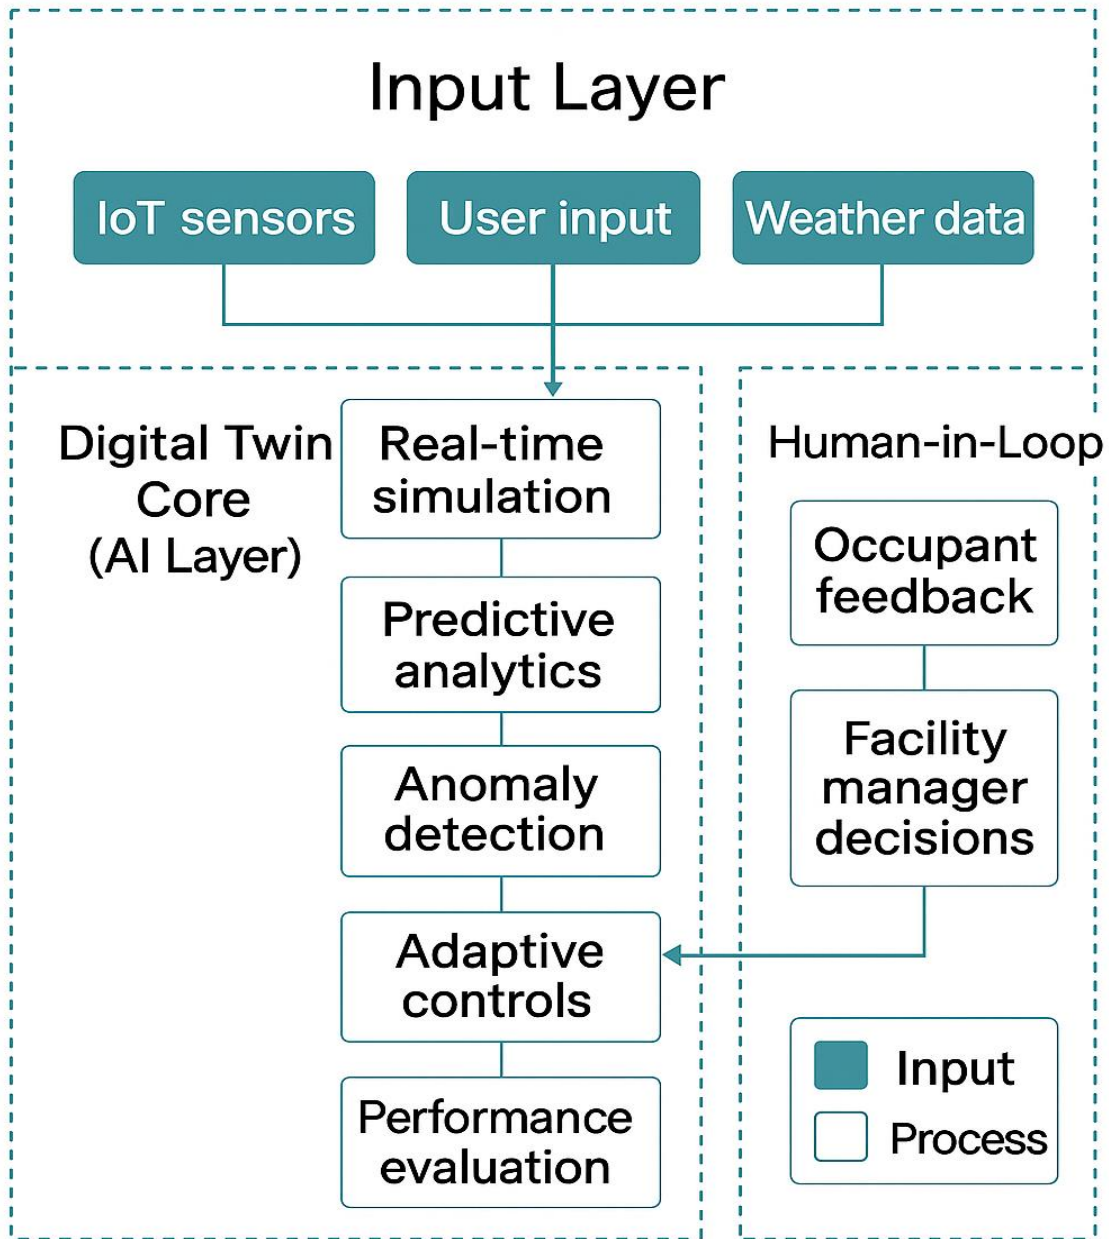 Input Layer
IoT sensors
User input
Weather data
Digital Twin
Core
(AI Layer)
Real-time
simulation
Predictive
analytics
Anomaly
detection
Adaptive
controls
Performance
evaluation
Human-in-Loop
Occupant
feedback
Facility
manager
decisions
Input
Process